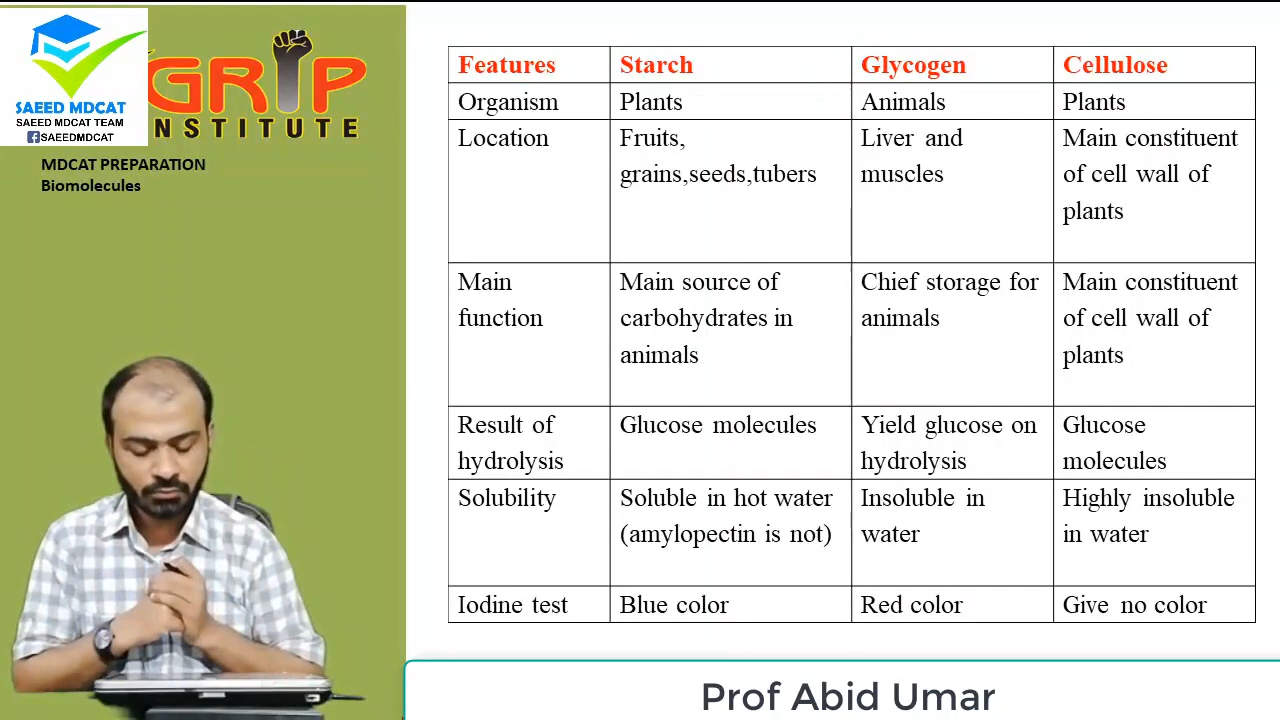 SAEED MDCAT
SAEED MDCAT TEAM
SAEEDMDCAT
GRIP
INSTITUTE
MDCAT PREPARATION
Biomolecules
Features Starch Glycogen Cellulose
Organism Plants Animals Plants
Location Fruits, Liver and Main constituent
grains,seeds,tubers muscles of cell wall of
plants
Main Main source of Chief storage for Main constituent
function carbohydrates in animals of cell wall of
animals plants
Result of Glucose molecules Yield glucose on Glucose
hydrolysis hydrolysis molecules
Solubility Soluble in hot water Insoluble in Highly insoluble
(amylopectin is not) water in water
Iodine test Blue color Red color Give no color
Prof Abid Umar